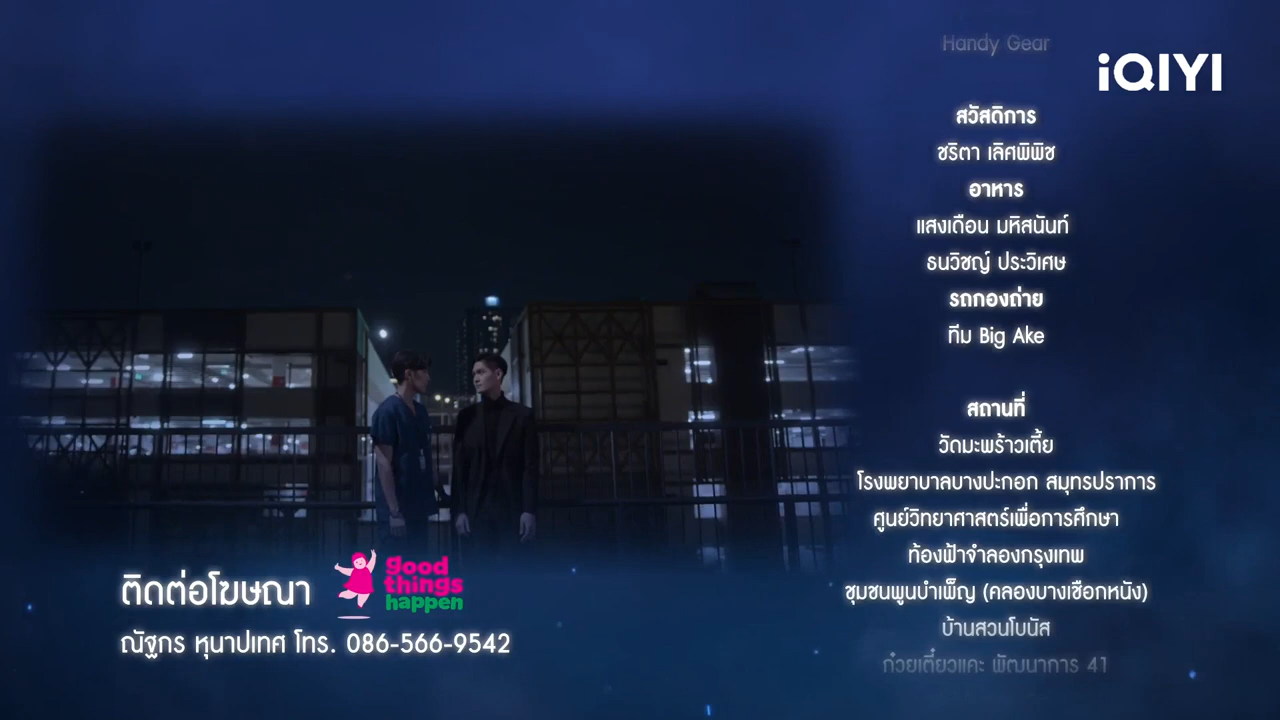 Handy Gear
iQIYI
สวัสดิการ
ชริตา เลิศพิพิช
อาหาร
แสงเดือน มหิสนันท์
ธนวิชญ์ ประวิเศษ
รถกองถ่าย
ทีม Big Ake
สถานที่
วัดมะพร้าวเตี้ย
โรงพยาบาลบางปะกอก สมุทรปราการ
ศูนย์วิทยาศาสตร์เพื่อการศึกษา
ท้องฟ้าจำลองกรุงเทพ
ชุมชนพูนบำเพ็ญ (คลองบางเชือกหนัง)
บ้านสวนโบนัส
ก๋วยเตี๋ยวแคะ พัฒนาการ 41
ติดต่อโฆษณา
good
things
happen
ณัฐกร หุนาปเทศ โทร. 086-566-9542